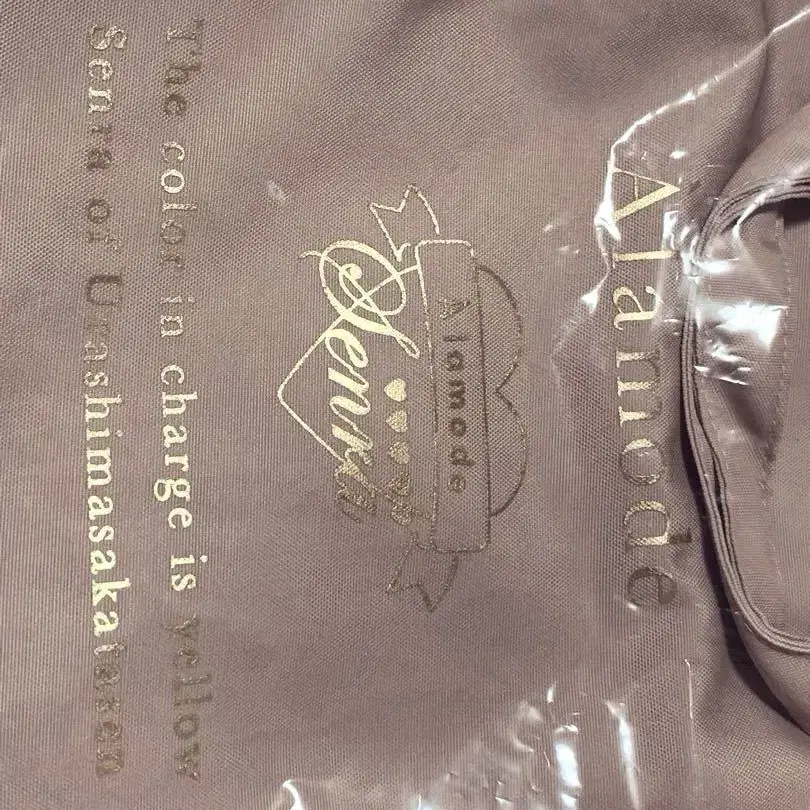 Alamode
Alamode
Senra
The color in charge is yellow
Senra of Urashimasakatasen